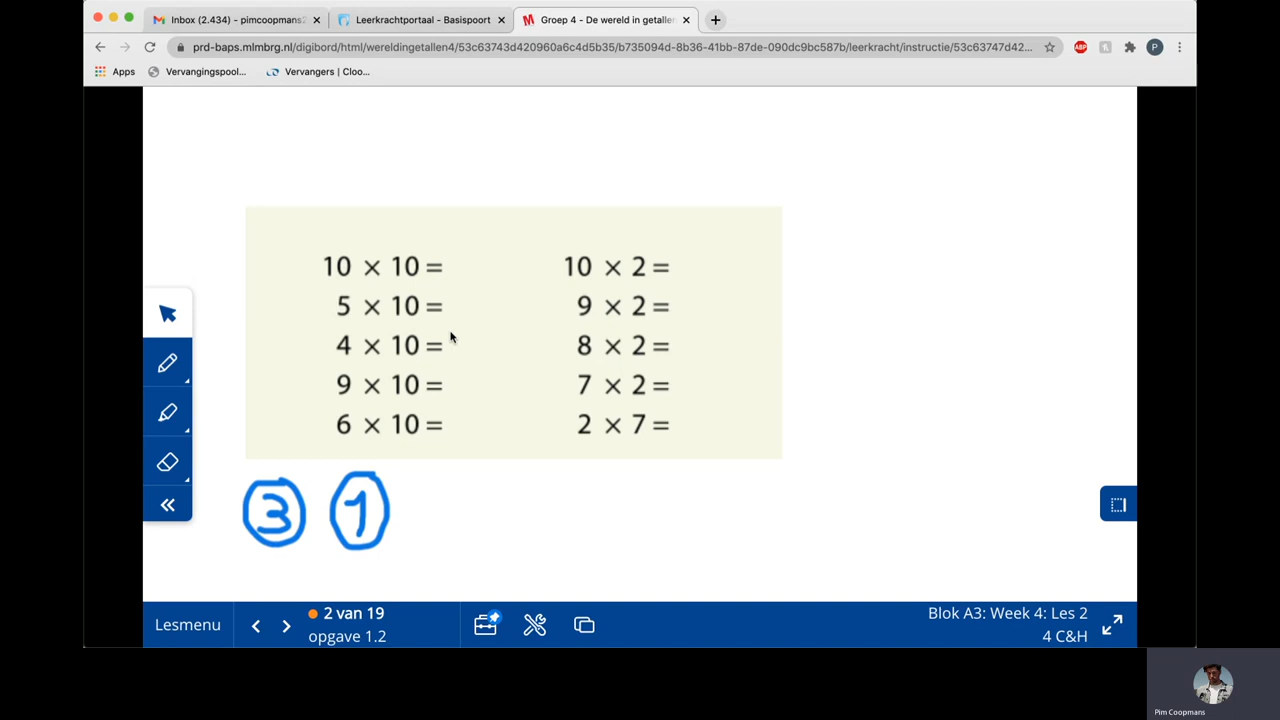 Inbox (2.434) - pimcoopmans2
Leerkrachtportaal - Basispoort
Groep 4 - De wereld in getaller
prd-baps.mlmbrg.nl/digibord/html/wereldingetallen4/53c63743d420960a6c4d5b35/b735094d-8b36-41bb-87de-090dc9bc587b/leerkracht/instructie/53c63747d42...
ABP
P
Apps
Vervangingspool...
Vervangers | Cloo...
10 × 10 =
5 × 10 =
4 × 10 =
9 × 10 =
6 × 10 =
10 × 2 =
9 × 2 =
8 × 2 =
7 × 2 =
2 × 7 =
3 1
Lesmenu
2 van 19
opgave 1.2
Blok A3: Week 4: Les 2
4 C&H
Pim Coopmans